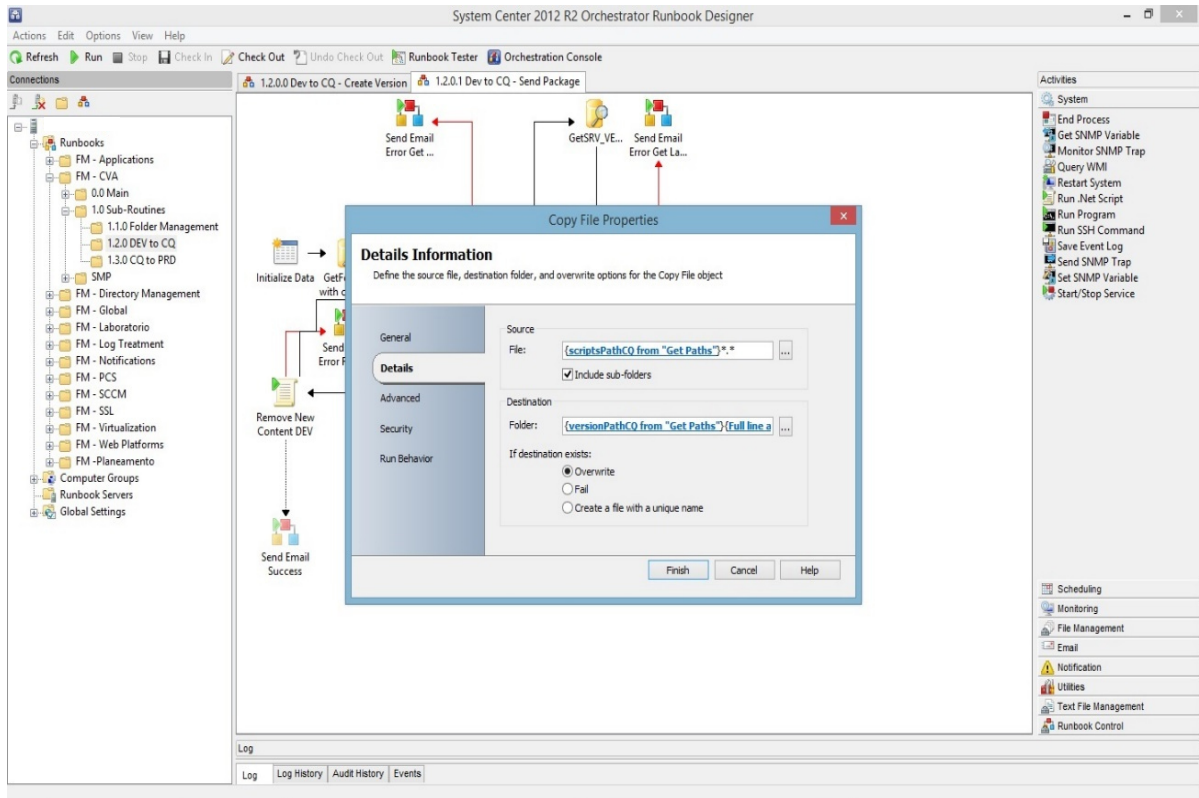 System Center 2012 R2 Orchestrator Runbook Designer
Actions Edit Options View Help
Refresh Run Stop Check In Check Out Undo Check Out Runbook Tester Orchestration Console
Connections
Runbooks
FM - Applications
FM - CVA
0.0 Main
1.0 Sub-Routines
1.1.0 Folder Management
1.2.0 DEV to CQ
1.3.0 CQ to PRD
SMP
FM - Directory Management
FM - Global
FM - Laboratorio
FM - Log Treatment
FM - Notifications
FM - PCS
FM - SCCM
FM - SSL
FM - Virtualization
FM - Web Platforms
FM -Planeamento
Computer Groups
Runbook Servers
Global Settings
1.2.0.0 Dev to CQ - Create Version
1.2.0.1 Dev to CQ - Send Package
Send Email
Error Get ...
GetSRV_VE...
Send Email
Error Get La...
Initialize Data
with
Send
Error
Remove New
Content DEV
Send Email
Success
Copy File Properties
x
Details Information
Define the source file, destination folder, and overwrite options for the Copy File object
General
Details
Advanced
Security
Run Behavior
Source
File:
{scriptsPathCQ from "Get Paths"}*.*
...
Include sub-folders
Destination
Folder:
{versionPathCQ from "Get Paths"}{Full line a
...
If destination exists:
Overwrite
Fail
Create a file with a unique name
Finish Cancel Help
Activities
System
End Process
Get SNMP Variable
Monitor SNMP Trap
Query WMI
Restart System
Run .Net Script
Run Program
Run SSH Command
Save Event Log
Send SNMP Trap
Set SNMP Variable
Start/Stop Service
Scheduling
Monitoring
File Management
Email
Notification
Utilities
Text File Management
Runbook Control
Log
Log Log History Audit History Events